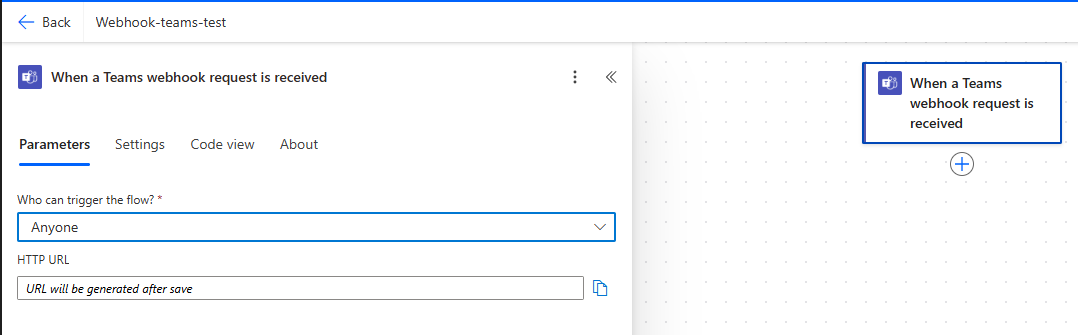 Back
Webhook-teams-test
When a Teams webhook request is received
Parameters
Settings
Code view
About
Who can trigger the flow? *
Anyone
HTTP URL
URL will be generated after save
When a Teams
webhook request is
received